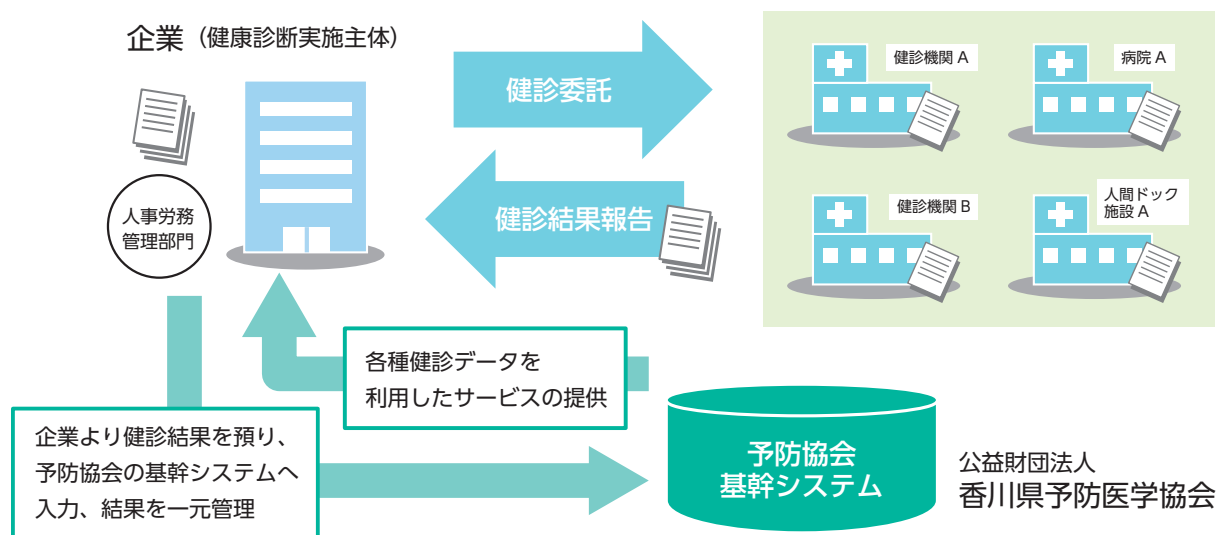 企業（健康診断実施主体）
健診委託
健診機関 A
病院 A
人事労務
管理部門
健診結果報告
健診機関 B
人間ドック
施設 A
各種健診データを
利用したサービスの提供
企業より健診結果を預り、
予防協会の基幹システムへ
入力、結果を一元管理
予防協会
基幹システム
公益財団法人
香川県予防医学協会